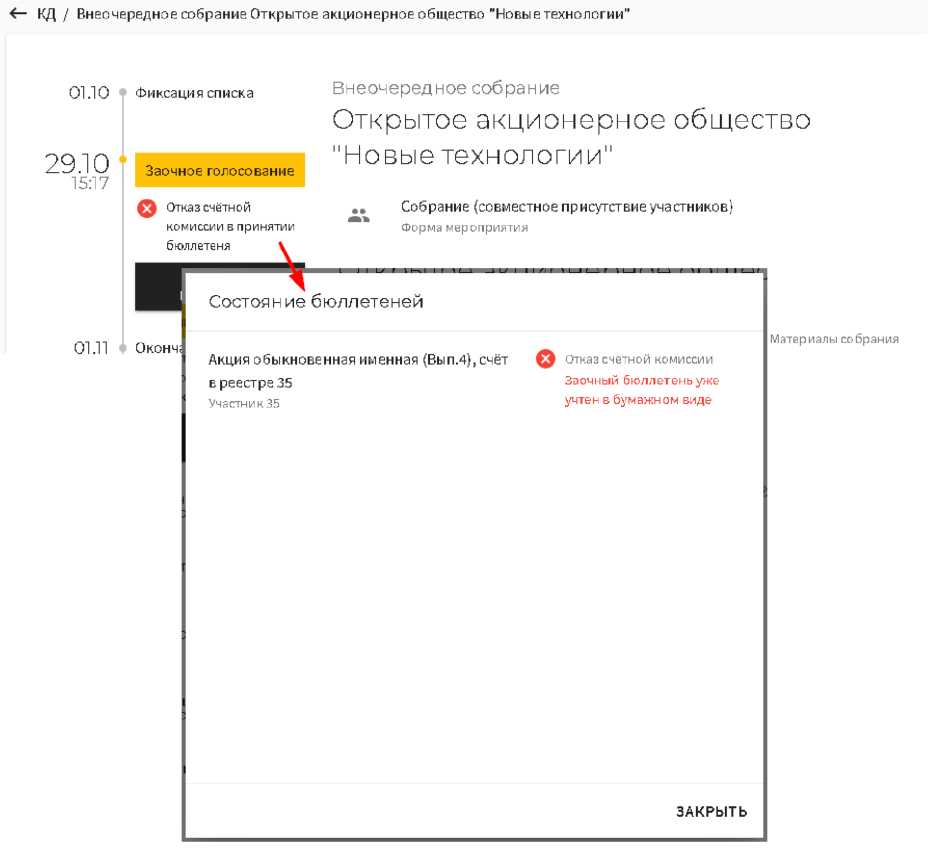 ← КД / Внеочередное собрание Открытое акционерное общество "Новые технологии"
01.10 Фиксация списка
29.10
15:17
Заочное голосование
Отказ счётной
комиссии в принятии
бюллетеня
01.11
Внеочередное собрание
Открытое акционерное общество
"Новые технологии"
Собрание (совместное присутствие участников)
Форма мероприятия
Материалы собрания
Состояние бюллетеней
Акция обыкновенная именная (Вып.4), счёт
в реестре 35
Участник 35
Отказ счётной комиссии
Заочный бюллетень уже
учтен в бумажном виде
ЗАКРЫТЬ